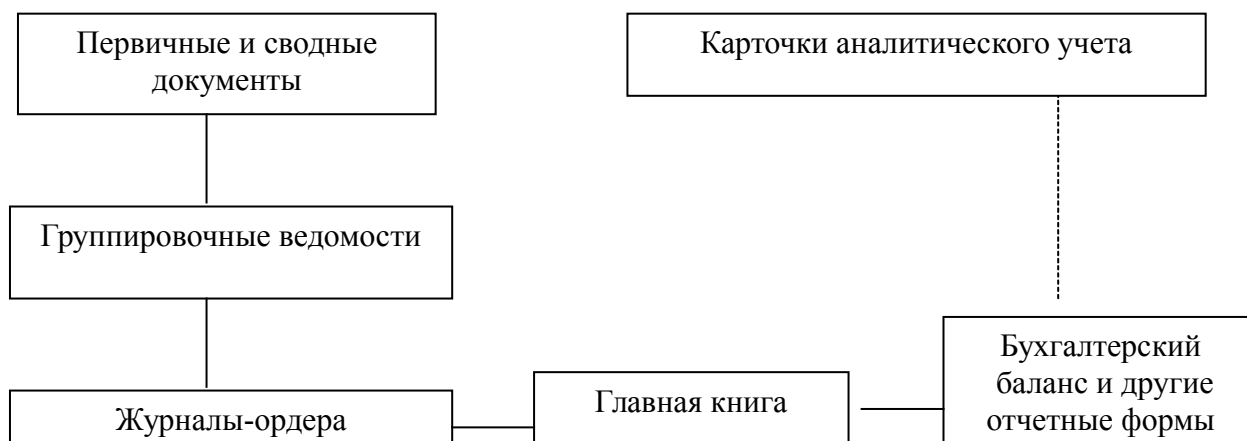 Первичные и сводные
документы
Карточки аналитического учета
Группировочные ведомости
Журналы-ордера
Главная книга
Бухгалтерский
баланс и другие
отчетные формы